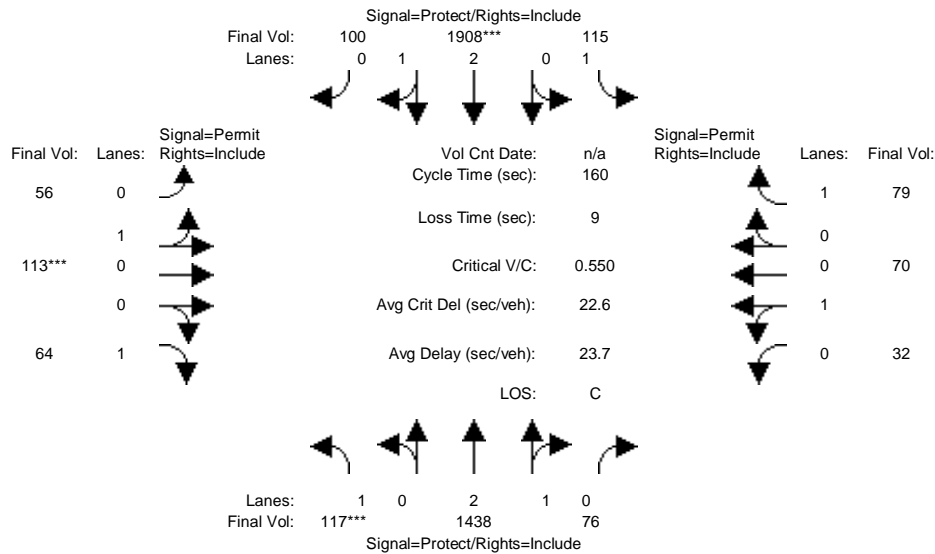 Signal=Protect/Rights=Include
Final Vol: 100 1908*** 115
Lanes: 0 1 2 0 1
Signal=Permit
Final Vol: Lanes: Rights=Include
Vol Cnt Date: n/a
Signal=Permit
Rights=Include Lanes: Final Vol:
Cycle Time (sec): 160
56 0
1 79
Loss Time (sec): 9
1
0
113*** 0
Critical V/C: 0.550
0 70
0
Avg Crit Del (sec/veh): 22.6
1
64 1
Avg Delay (sec/veh): 23.7
0 32
LOS: C
Lanes: 1 0 2 1 0
Final Vol: 117*** 1438 76
Signal=Protect/Rights=Include